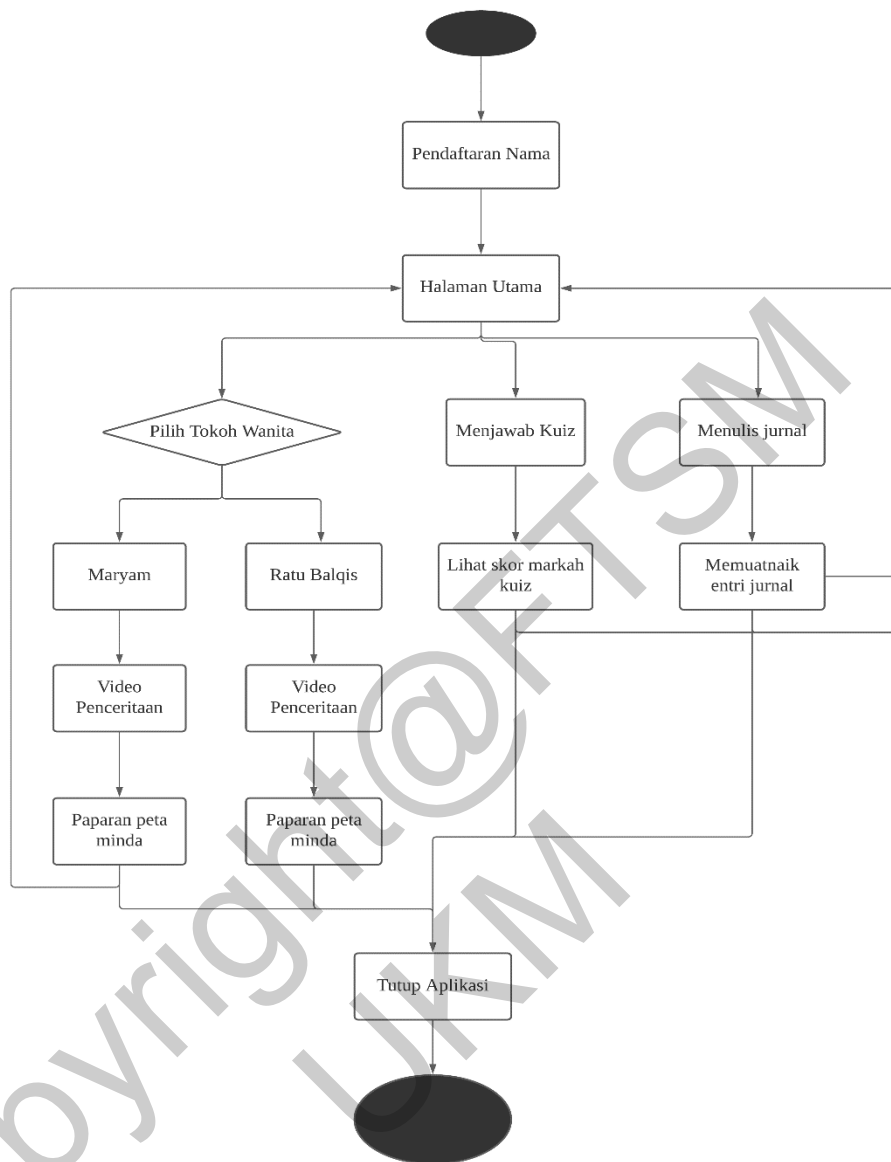 Pendaftaran Nama
Halaman Utama
Pilih Tokoh Wanita
Menjawab Kuiz
Menulis jurnal
Maryam
Ratu Balqis
Lihat skor markah
kuiz
Memuatnaik
entri jurnal
Video
Penceritaan
Video
Penceritaan
Paparan peta
minda
Paparan peta
minda
Tutup Aplikasi
pyright@FTSM
UKM